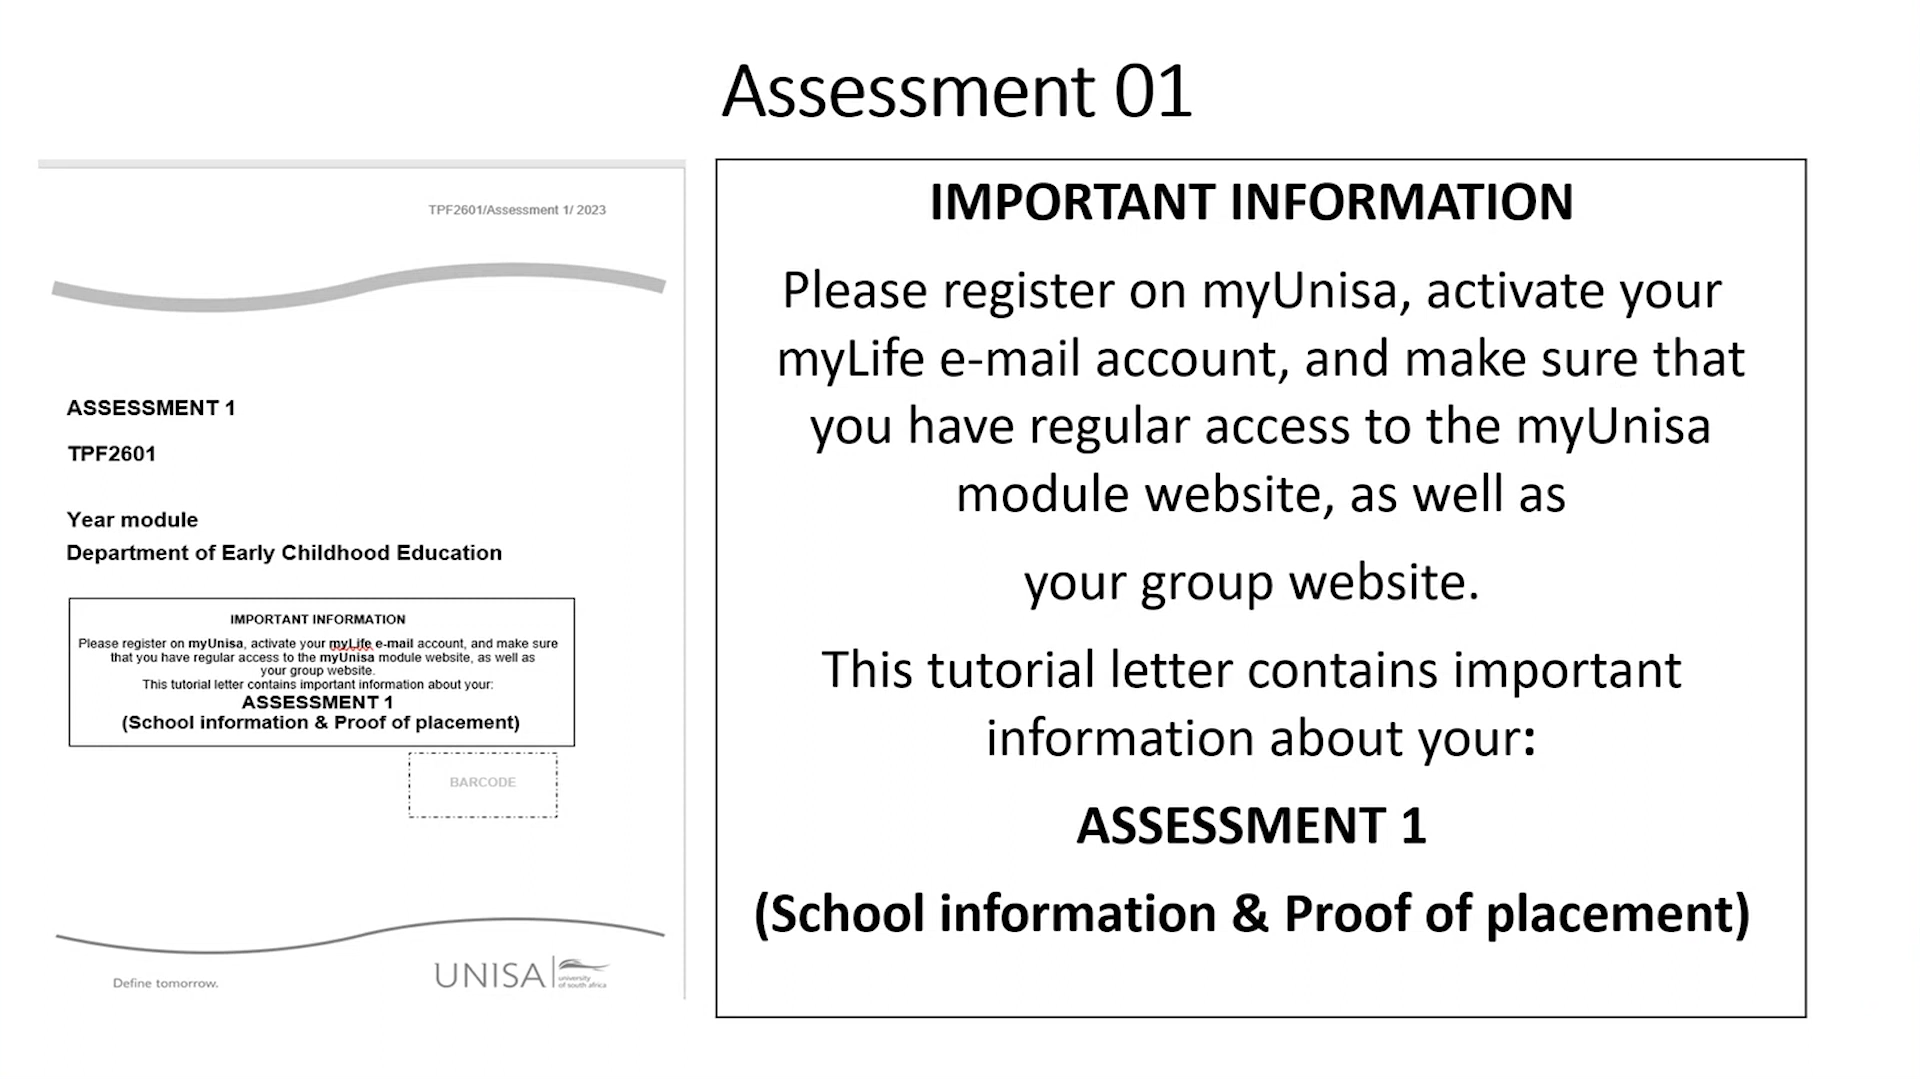 Assessment 01
TPF2601/Assessment 1/ 2023
ASSESSMENT 1
TPF2601
Year module
Department of Early Childhood Education
IMPORTANT INFORMATION
Please register on myUnisa, activate your myLife e-mail account, and make sure
that you have regular access to the myUnisa module website, as well as
your group website.
This tutorial letter contains important information about your:
ASSESSMENT 1
(School information & Proof of placement)
BARCODE
Define tomorrow.
UNISA
university
of south africa
IMPORTANT INFORMATION
Please register on myUnisa, activate your
myLife e-mail account, and make sure that
you have regular access to the myUnisa
module website, as well as
your group website.
This tutorial letter contains important
information about your:
ASSESSMENT 1
(School information & Proof of placement)